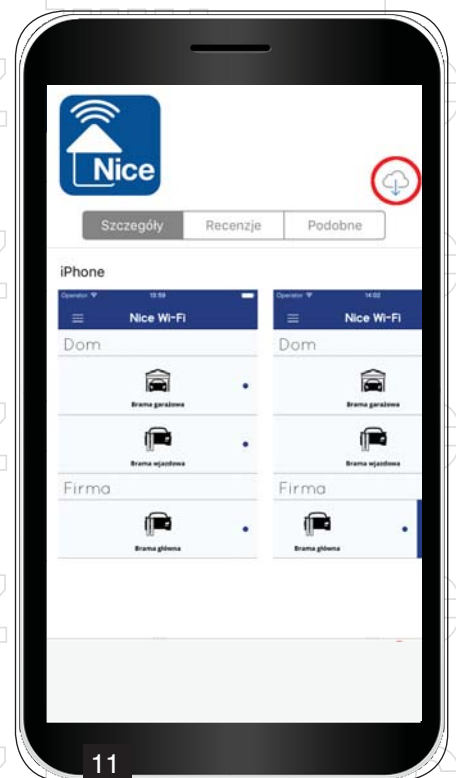 Nice
Szczegóły Recenzje Podobne
iPhone
Operator 13:59
Nice Wi-Fi
Dom
Brama garażowa
Brama wjazdowa
Firma
Brama główna
Operator 14:02
Nice Wi-Fi
Dom
Brama garażowa
Brama wjazdowa
Firma
Brama główna
11